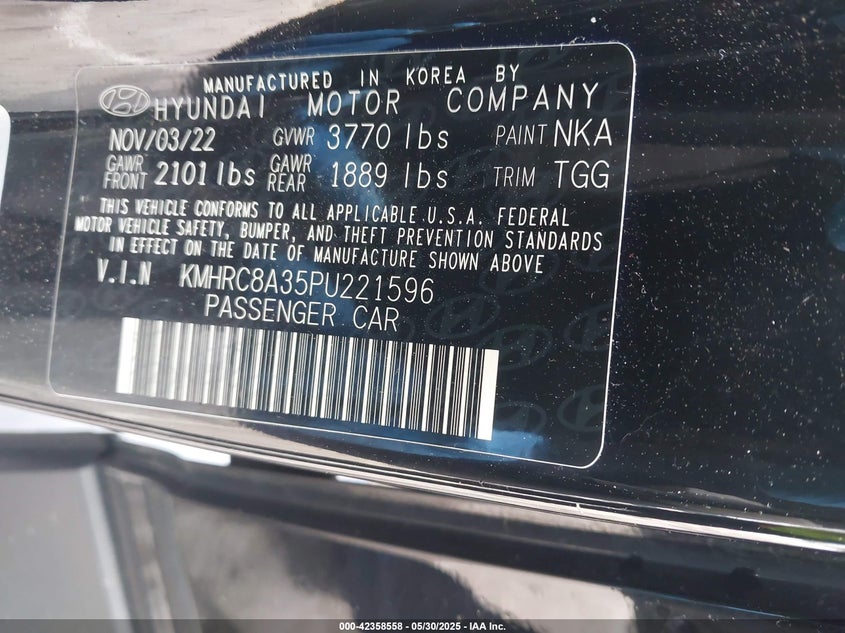 MANUFACTURED IN KOREA BY
HYUNDAI MOTOR COMPANY
NOV/03/22 GVWR 3770 lbs PAINT NKA
GAWR FRONT 2101 lbs GAWR REAR 1889 lbs TRIM TGG
THIS VEHICLE CONFORMS TO ALL APPLICABLE U.S.A. FEDERAL
MOTOR VEHICLE SAFETY, BUMPER, AND THEFT PREVENTION STANDARDS
IN EFFECT ON THE DATE OF MANUFACTURE SHOWN ABOVE
V.I.N KMHRC8A35PU221596
PASSENGER CAR
000-42358558 - 05/30/2025 - IAA Inc.